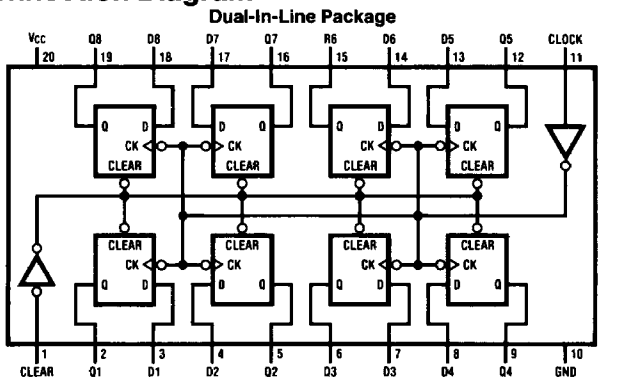 Dual-In-Line Package
VCC Q8 D8 D7 Q7 R6 D6 D5 Q5 CLOCK
20 19 18 17 16 15 14 13 12 11
Q D D Q Q D D Q
CK CK CK CK
CLEAR CLEAR CLEAR CLEAR
CLEAR CLEAR CLEAR CLEAR
CK CK CK CK
Q D D Q Q D D Q
1 2 3 4 5 6 7 8 9 10
CLEAR Q1 D1 D2 Q2 D3 D3 D4 Q4 GND